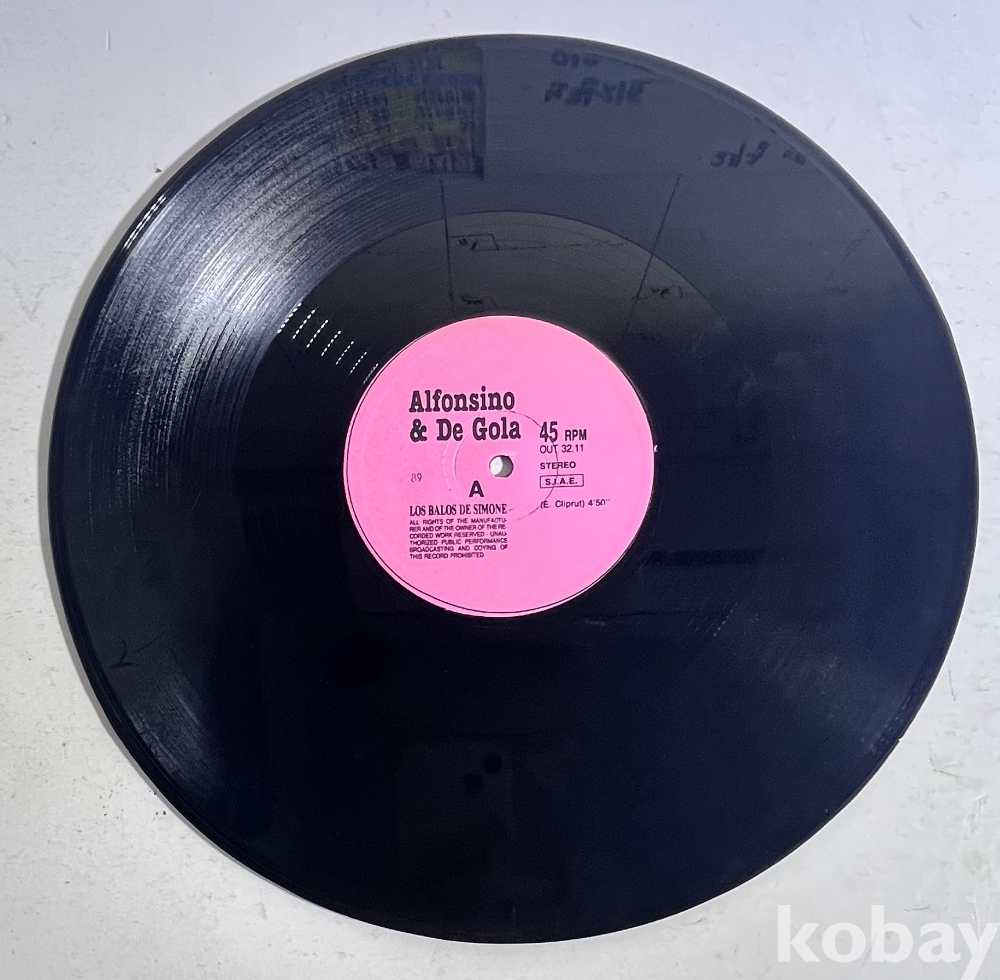 Alfonsino
& De Gola
45 RPM
OUT 32.11
STEREO
S.I.A.E.
89
A
LOS BALOS DE SIMONE
(E. Cliprut) 4'50''
ALL RIGHTS OF THE MANUFACTU-
RER AND OF THE OWNER OF THE RE-
CORDED WORK RESERVED · UNAU-
THORIZED PUBLIC PERFORMANCE
BROADCASTING AND COYING OF
THIS RECORD PROHIBITED
kobay